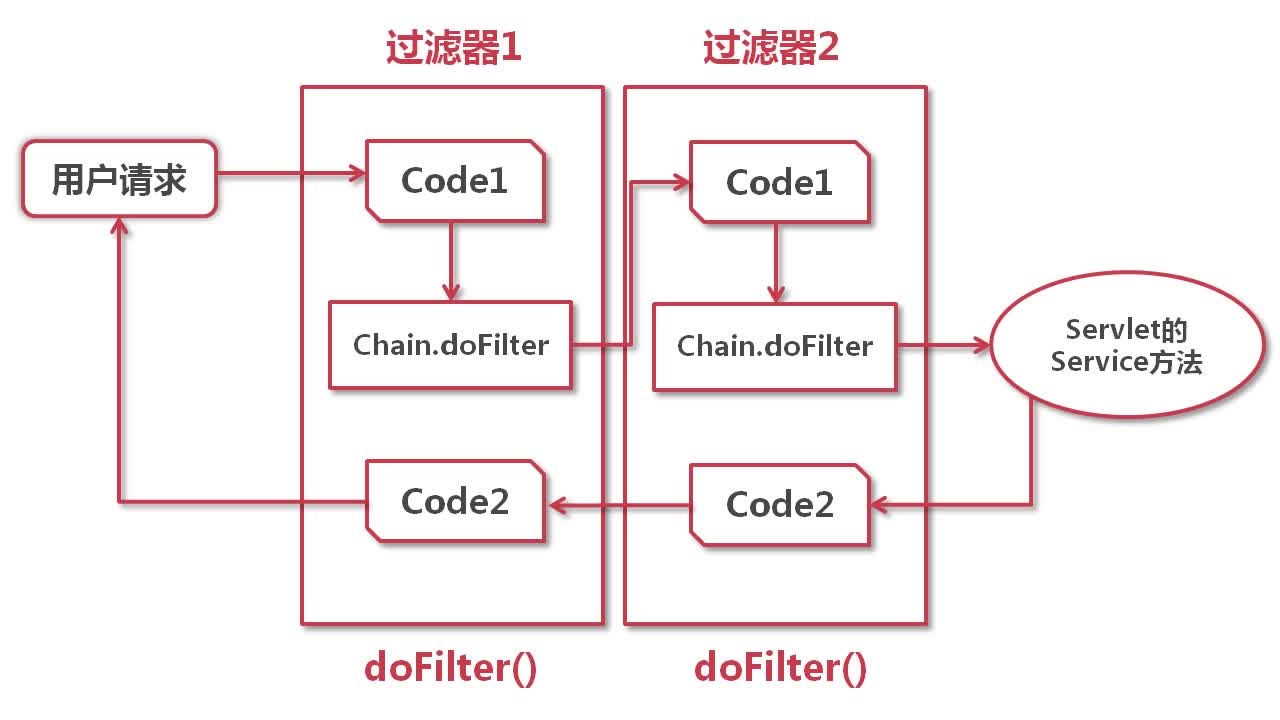 过滤器1
过滤器2
用户请求
Code1
Code1
Chain.doFilter
Chain.doFilter
Servlet的
Service方法
Code2
Code2
doFilter()
doFilter()